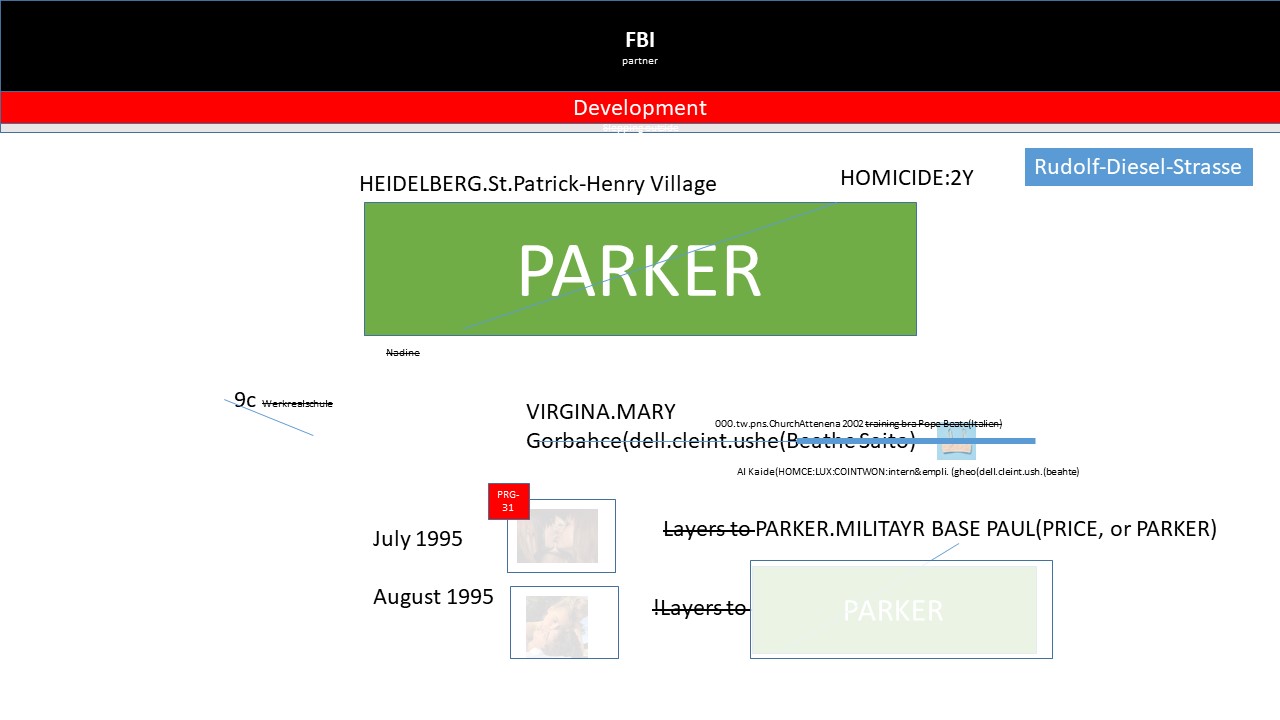 FBI
partner
Development
HEIDELBERG.St.Patrick-Henry Village
HOMICIDE:2Y
Rudolf-Diesel-Strasse
PARKER
Nadine
9c Werkrealschule
VIRGINA.MARY
OOO.tw.pns.ChurchAttenena 2002 training bra Pope Beate(Italien)
Gorbahce(dell.cleint.ushe(Beathe Saito)
Al Kaide(HOMCE:LUX:COINTWON:intern&empli. (gheo(dell.cleint.ush.(beahte)
PRG-
31
July 1995
Layers to PARKER.MILITAYR BASE PAUL(PRICE, or PARKER)
August 1995
!Layers to
PARKER